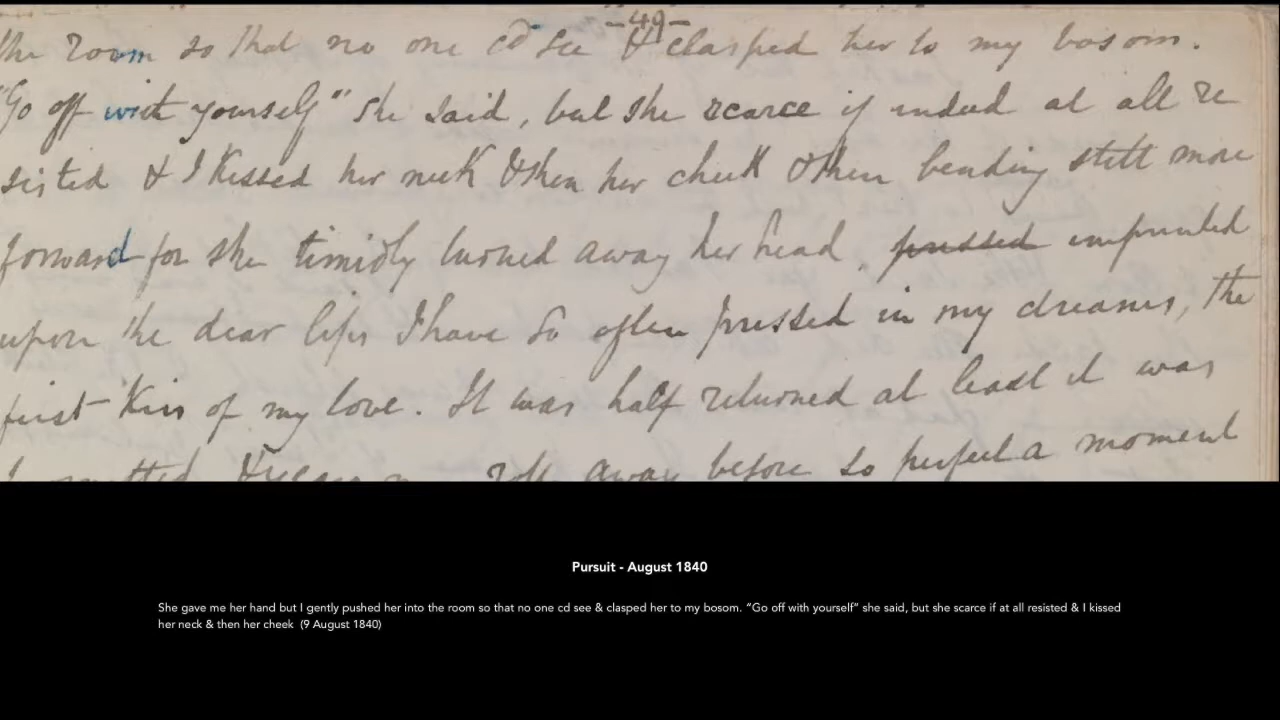 -49-
the room so that no one cd see & clasped her to my bosom.
"Go off with yourself" she said, but she scarce if indeed at all re
sisted & I kissed her neck & then her cheek & then bending still more
forward for she timidly turned away her head, pressed imprinted
upon the dear lips I have so often pressed in my dreams, the
first kiss of my love. It was half returned at least it was
away before so perfect a moment
Pursuit - August 1840
She gave me her hand but I gently pushed her into the room so that no one cd see & clasped her to my bosom. “Go off with yourself” she said, but she scarce if at all resisted & I kissed
her neck & then her cheek (9 August 1840)